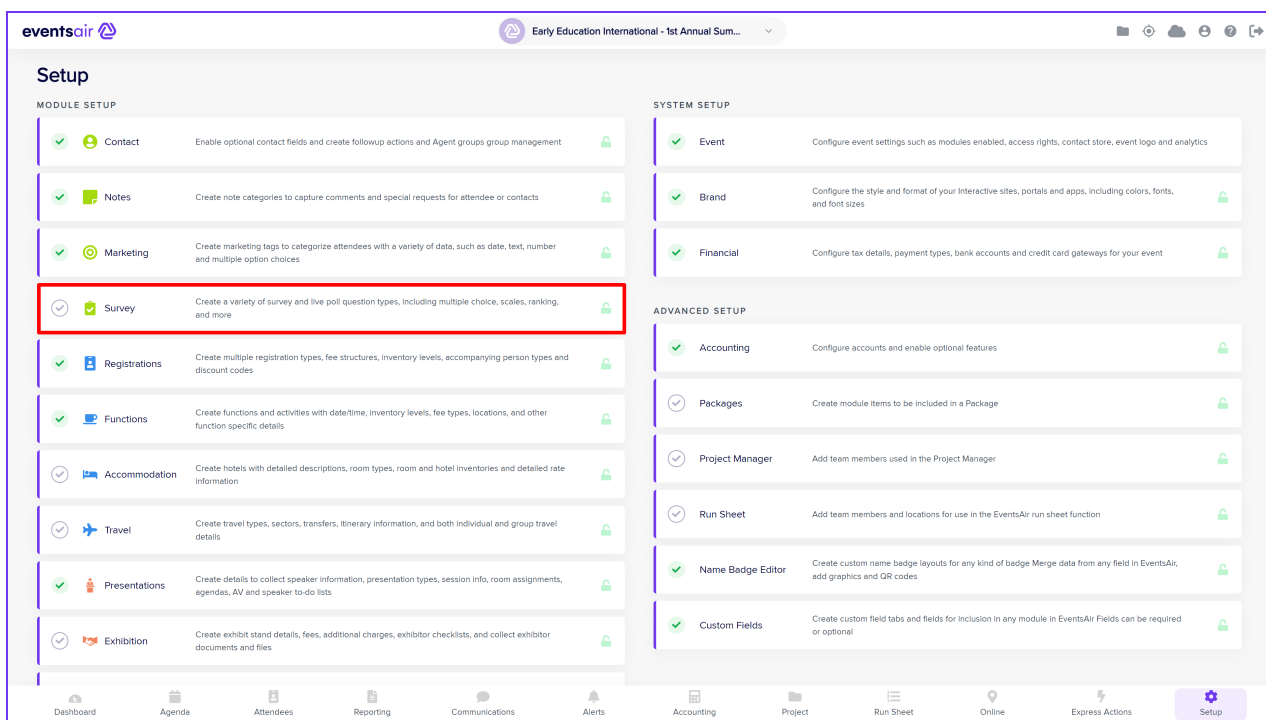 eventsair
Early Education International - 1st Annual Sum...
Setup
MODULE SETUP
Contact
Enable optional contact fields and create followup actions and Agent groups group management
Notes
Create note categories to capture comments and special requests for attendee or contacts
Marketing
Create marketing tags to categorize attendees with a variety of data, such as date, text, number
and multiple option choices
Survey
Create a variety of survey and live poll question types, including multiple choice, scales, ranking,
and more
Registrations
Create multiple registration types, fee structures, inventory levels, accompanying person types and
discount codes
Functions
Create functions and activities with date/time, inventory levels, fee types, locations, and other
function specific details
Accommodation
Create hotels with detailed descriptions, room types, room and hotel inventories and detailed rate
information
Travel
Create travel types, sectors, transfers, itinerary information, and both individual and group travel
details
Presentations
Create details to collect speaker information, presentation types, session info, room assignments,
agendas, AV and speaker to-do lists
Exhibition
Create exhibit stand details, fees, additional charges, exhibitor checklists, and collect exhibitor
documents and files
SYSTEM SETUP
Event
Configure event settings such as modules enabled, access rights, contact store, event logo and analytics
Brand
Configure the style and format of your Interactive sites, portals and apps, including colors, fonts,
and font sizes
Financial
Configure tax details, payment types, bank accounts and credit card gateways for your event
ADVANCED SETUP
Accounting
Configure accounts and enable optional features
Packages
Create module items to be included in a Package
Project Manager
Add team members used in the Project Manager
Run Sheet
Add team members and locations for use in the EventsAir run sheet function
Name Badge Editor
Create custom name badge layouts for any kind of badge Merge data from any field in EventsAir,
add graphics and QR codes
Custom Fields
Create custom field tabs and fields for inclusion in any module in EventsAir Fields can be required
or optional
Dashboard
Agenda
Attendees
Reporting
Communications
Alerts
Accounting
Project
Run Sheet
Online
Express Actions
Setup